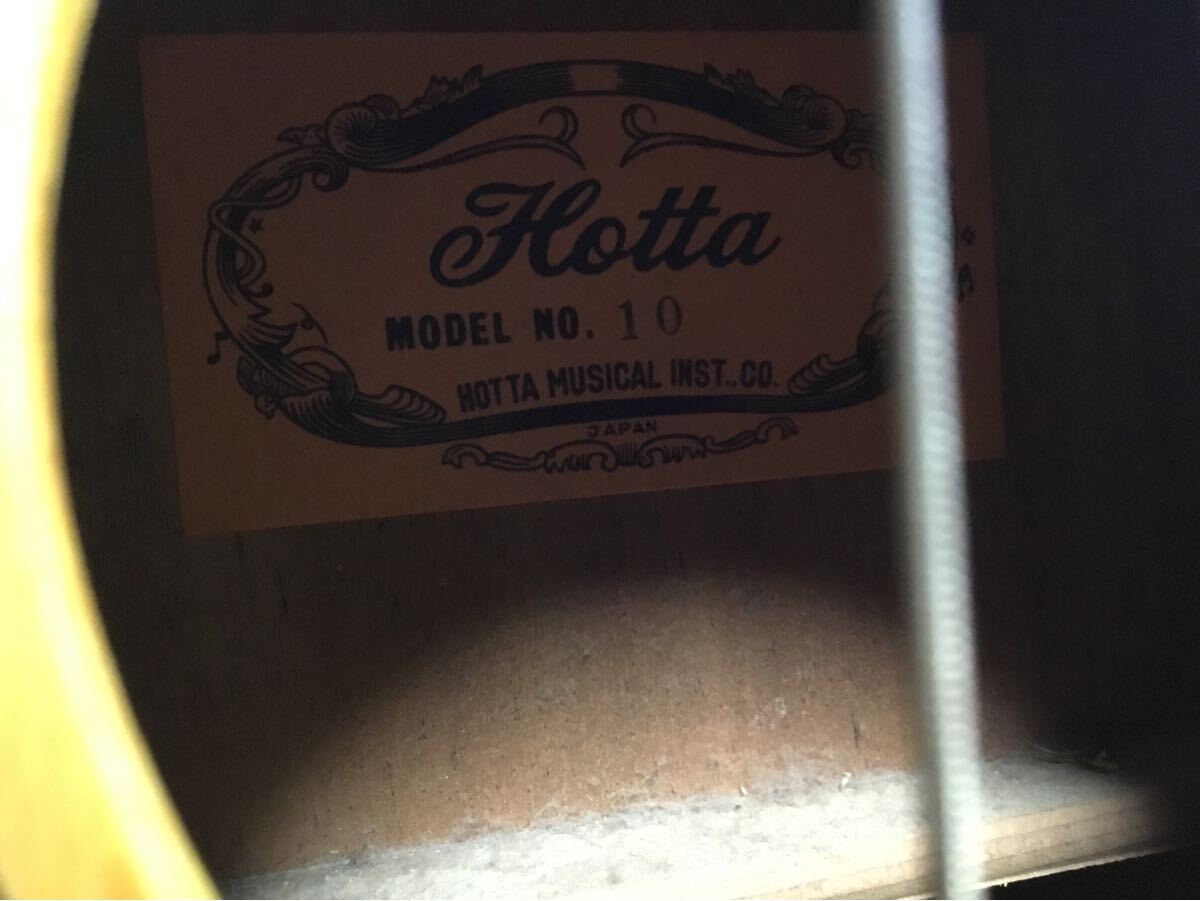 Hotta
MODEL NO. 10
HOTTA MUSICAL INST., CO.
JAPAN